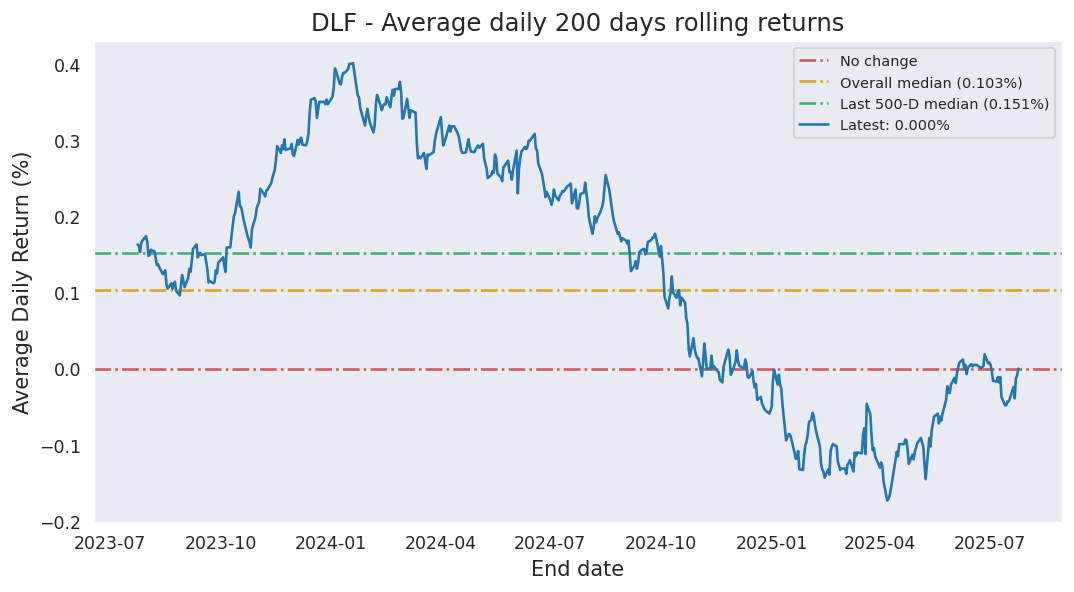 DLF - Average daily 200 days rolling returns
No change
Overall median (0.103%)
Last 500-D median (0.151%)
Latest: 0.000%
Average Daily Return (%)
0.4
0.3
0.2
0.1
0.0
−0.1
−0.2
2023-07 2023-10 2024-01 2024-04 2024-07 2024-10 2025-01 2025-04 2025-07
End date